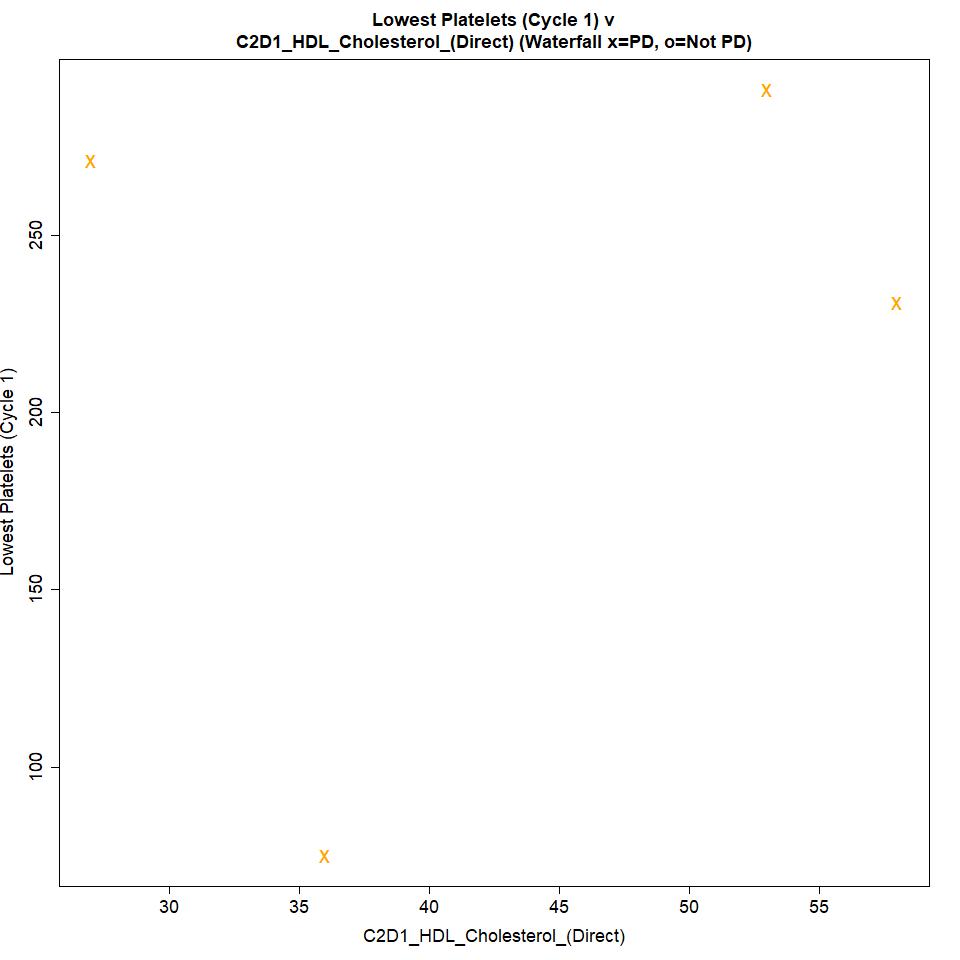 Lowest Platelets (Cycle 1) v
C2D1_HDL_Cholesterol_(Direct) (Waterfall x=PD, o=Not PD)
X
X
X
X
250
200
150
100
Lowest Platelets (Cycle 1)
30 35 40 45 50 55
C2D1_HDL_Cholesterol_(Direct)